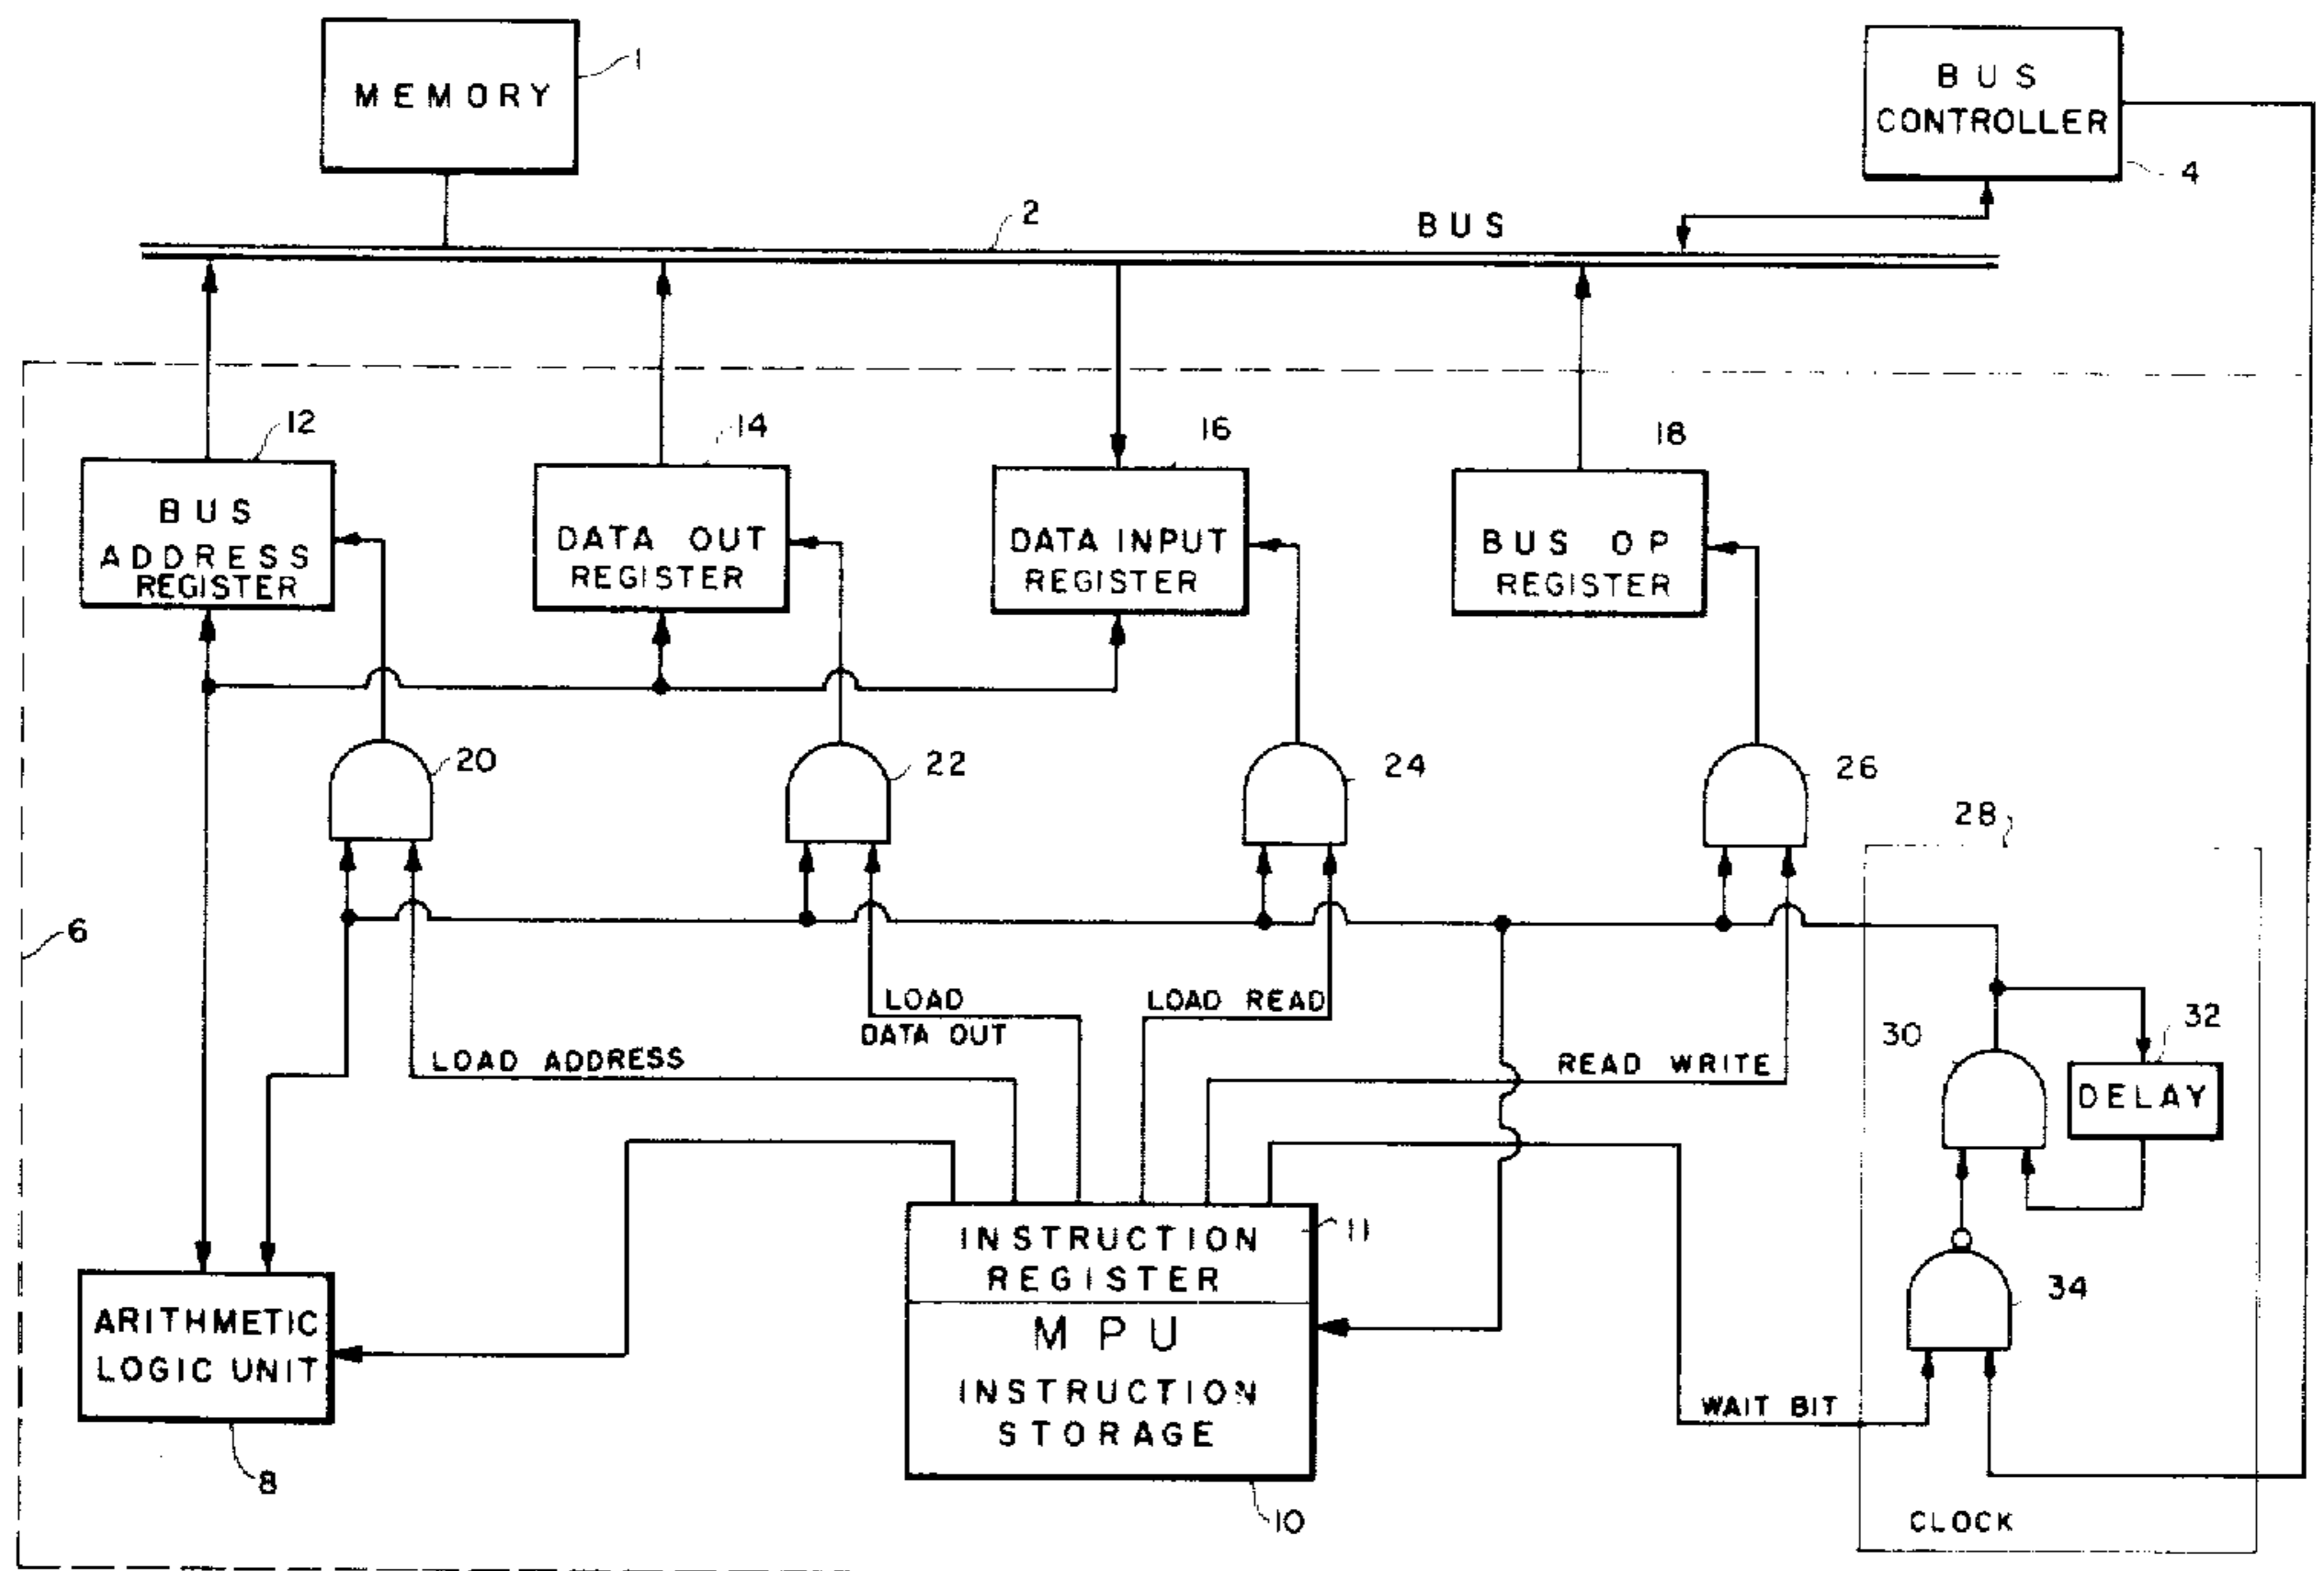 MEMORY
1
BUS
CONTROLLER
4
2
BUS
12
14
16
18
BUS
ADDRESS
REGISTER
DATA OUT
REGISTER
DATA INPUT
REGISTER
BUS OP
REGISTER
20
22
24
26
28
6
LOAD
DATA OUT
LOAD READ
30
32
LOAD ADDRESS
READ WRITE
DELAY
INSTRUCTION
REGISTER
11
34
ARITHMETIC
LOGIC UNIT
MPU
INSTRUCTION
STORAGE
WAIT BIT
8
10
CLOCK